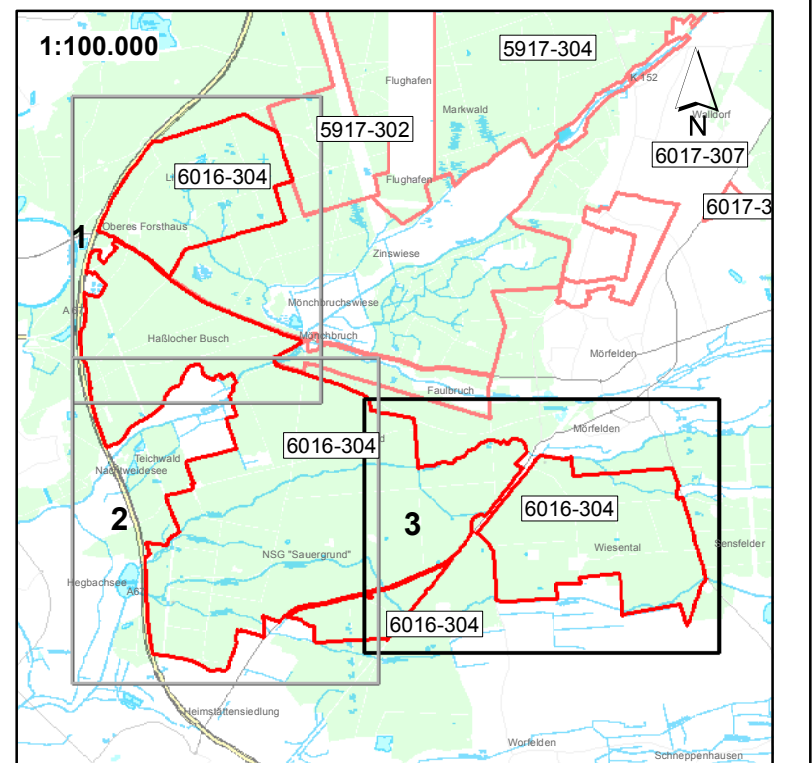 1:100.000
5917-304
Flughafen
K 152
Markwald
Walldorf
5917-302
N
6017-307
6016-304
Flughafen
6017-3
Oberes Forsthaus
1
Zinswiese
Mönchbruchswiese
A 67
Haßlocher Busch
Mönchbruch
Mörfelden
Faulbruch
Mörfelden
6016-304
Teichwald
Nachtweidesee
6016-304
2
3
Wiesental
Sensfelder
NSG "Sauergrund"
Hegbachsee
A67
6016-304
Heimstättensiedlung
Worfelden
Schneppenhausen